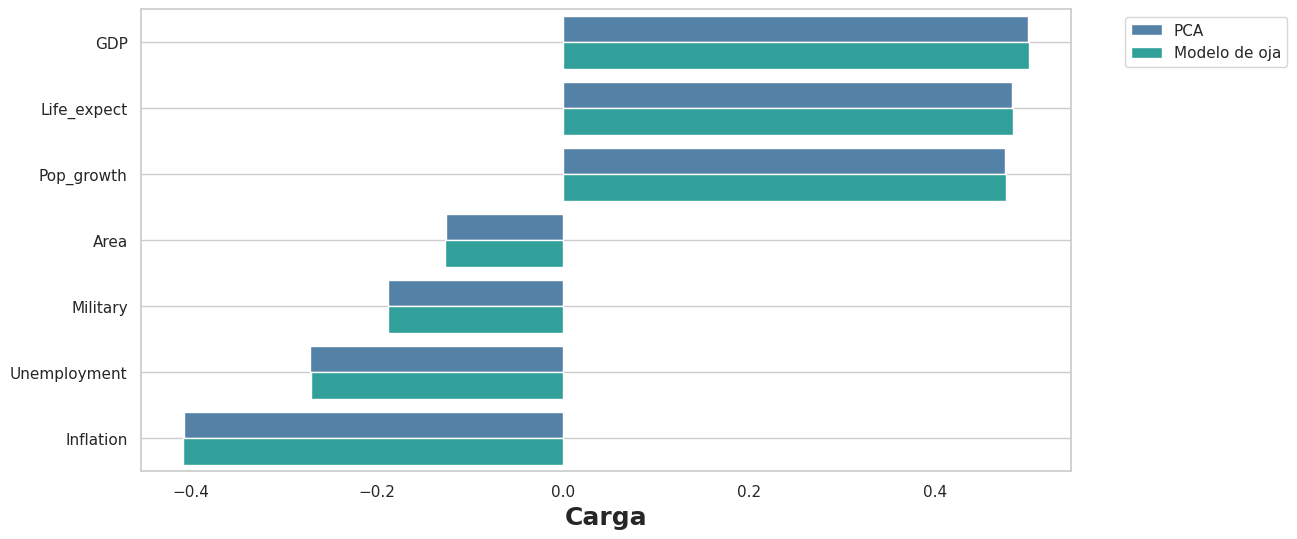 PCA
Modelo de oja
GDP
Life_expect
Pop_growth
Area
Military
Unemployment
Inflation
−0.4 −0.2 0.0 0.2 0.4
Carga